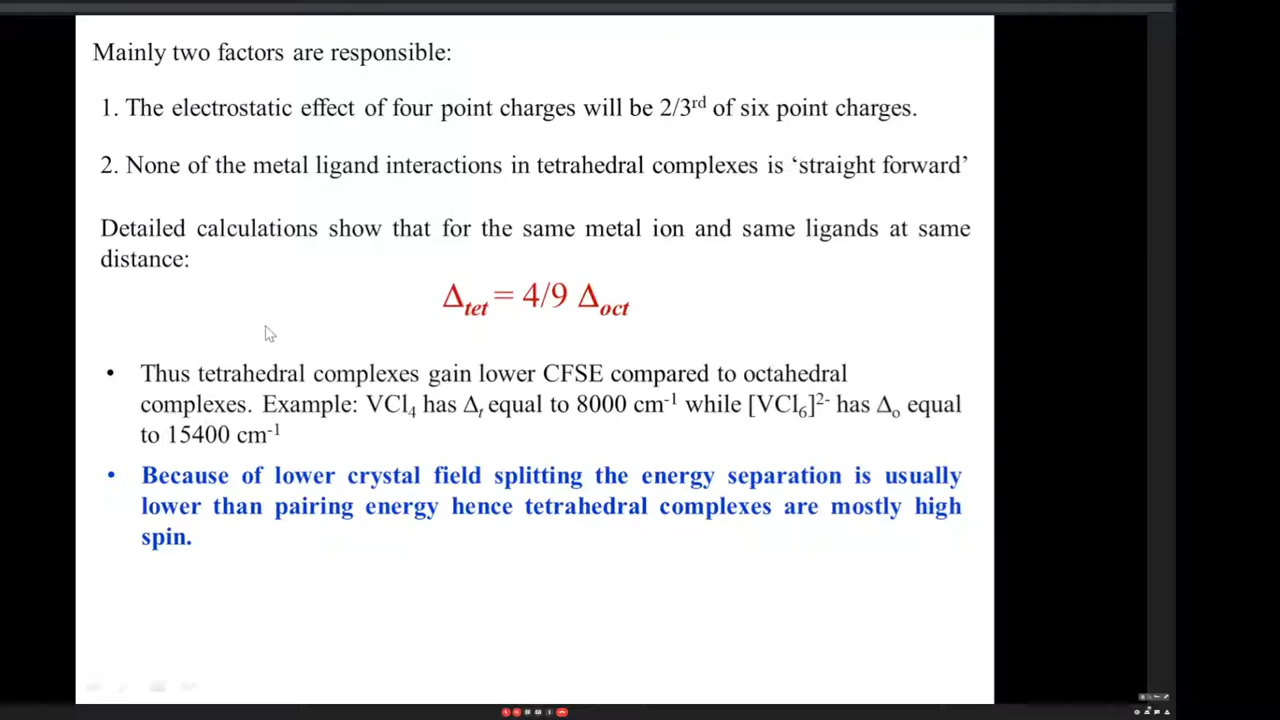 Mainly two factors are responsible:
1. The electrostatic effect of four point charges will be 2/3rd of six point charges.
2. None of the metal ligand interactions in tetrahedral complexes is ‘straight forward’
Detailed calculations show that for the same metal ion and same ligands at same
distance:
Δtet = 4/9 Δoct
• Thus tetrahedral complexes gain lower CFSE compared to octahedral
complexes. Example: VCl4 has Δt equal to 8000 cm-1 while [VCl6]2- has Δo equal
to 15400 cm-1
• Because of lower crystal field splitting the energy separation is usually
lower than pairing energy hence tetrahedral complexes are mostly high
spin.